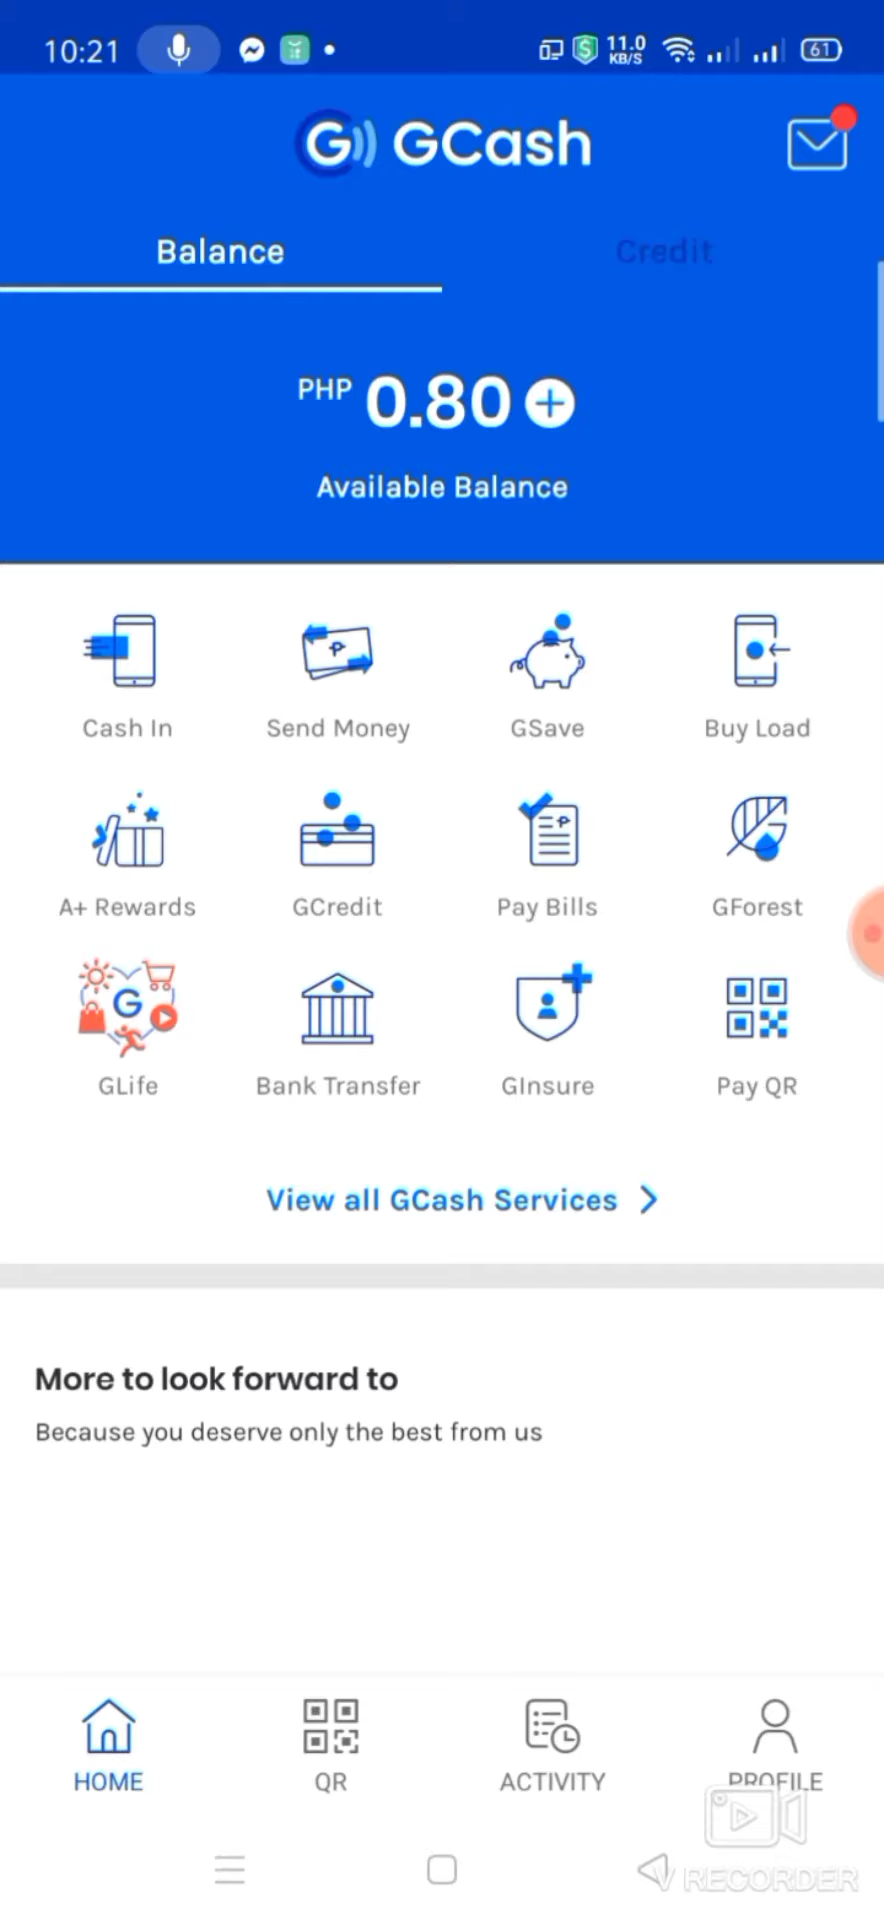 10:21 11.0 KB/S 61
G GCash
Balance Credit
PHP 0.80
Available Balance
Cash In Send Money GSave Buy Load
A+ Rewards GCredit Pay Bills GForest
G
GLife Bank Transfer GInsure Pay QR
View all GCash Services
More to look forward to
Because you deserve only the best from us
HOME QR ACTIVITY PROFILE
V RECORDER